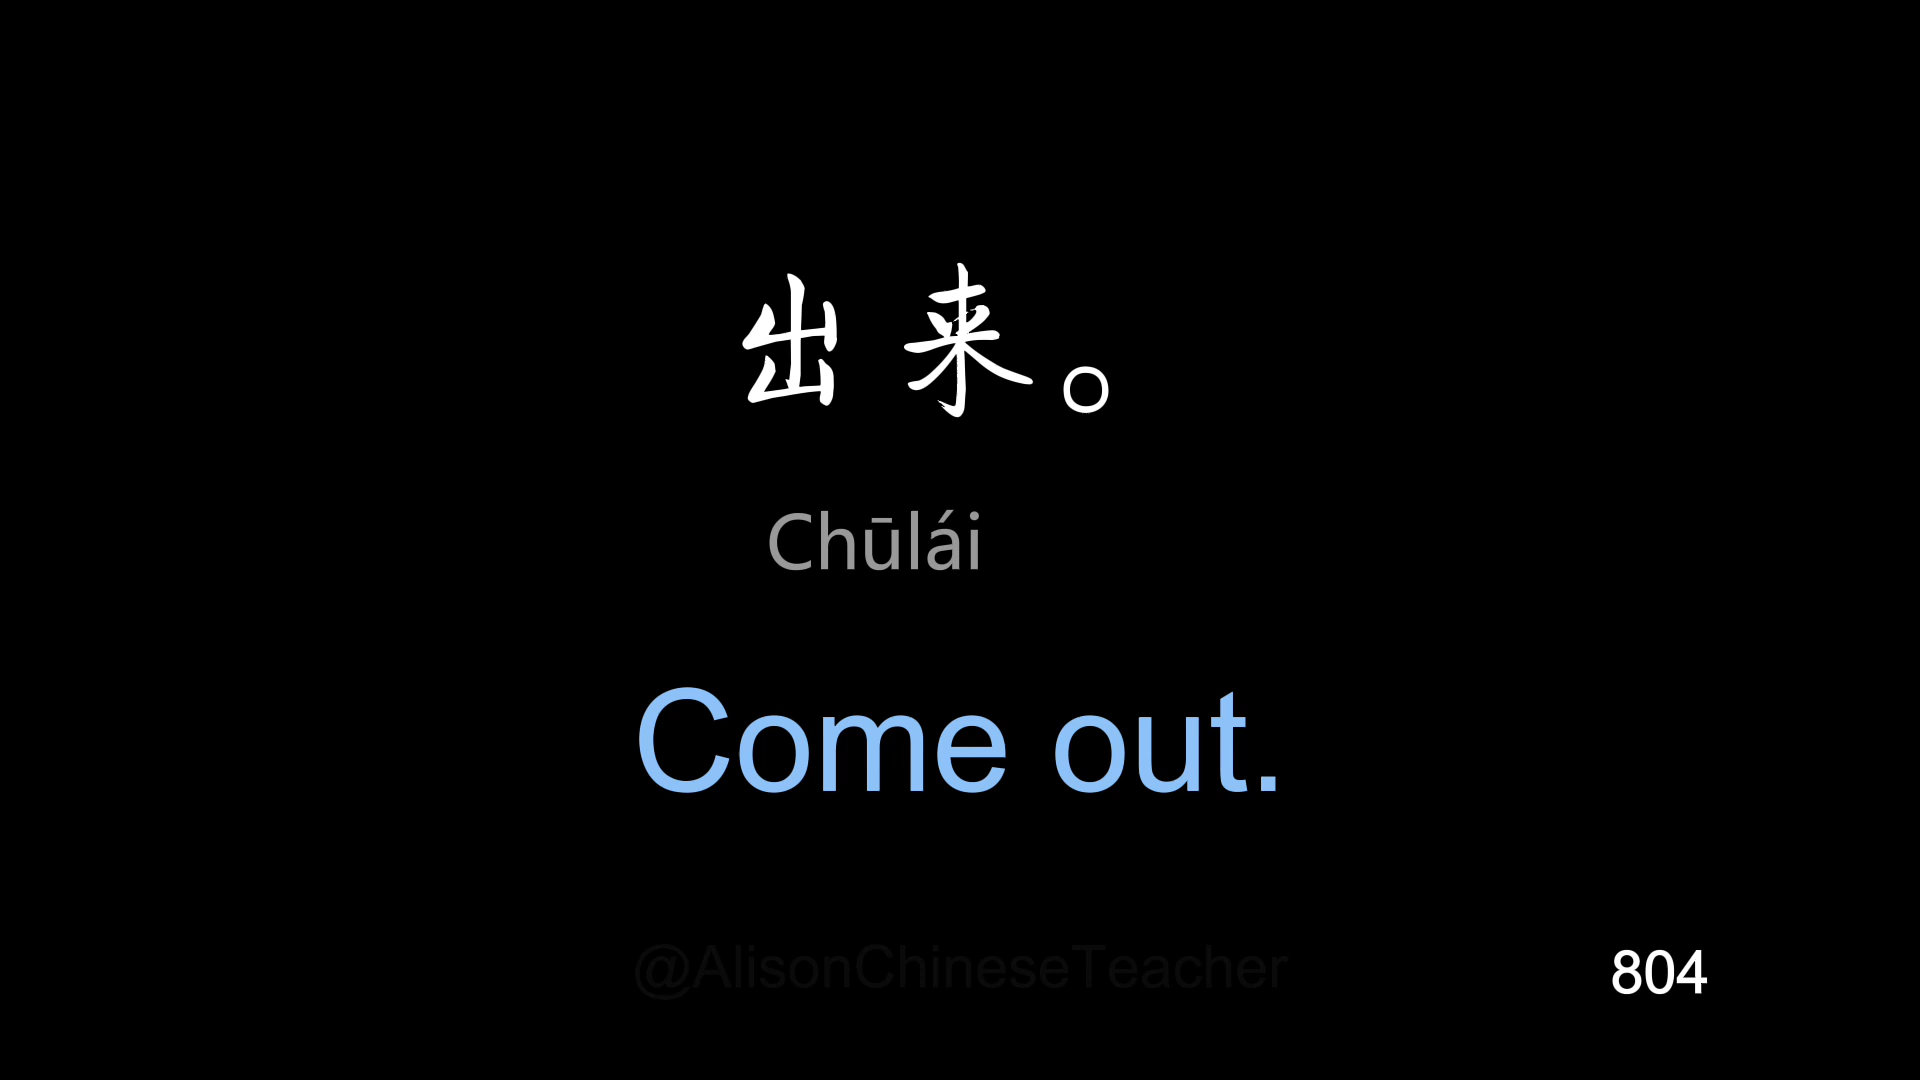 出来。
Chūlái
Come out.
@AlisonChineseTeacher
804